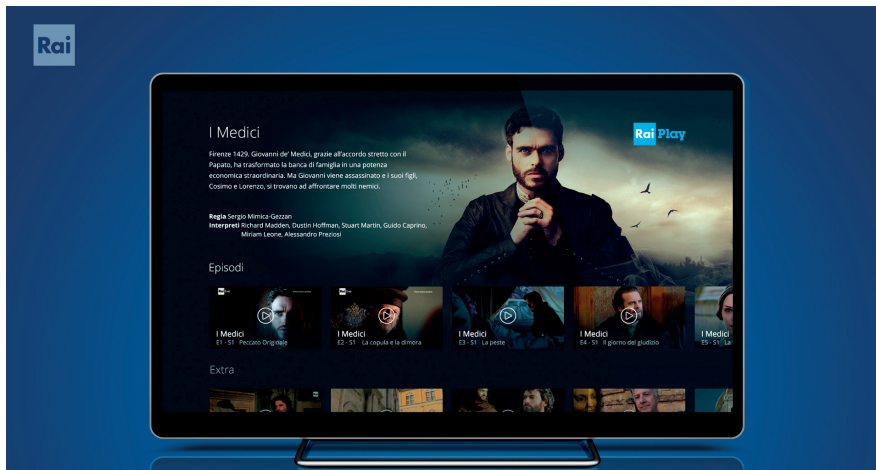 Rai
I Medici
Rai Play
Firenze 1429. Giovanni de' Medici, grazie all'accordo stretto con il
Papato, ha trasformato la banca di famiglia in una potenza
economica straordinaria. Ma Giovanni viene assassinato e i suoi figli,
Cosimo e Lorenzo, si trovano ad affrontare molti nemici.
Regia Sergio Mimica-Gezzan
Interpreti Richard Madden, Dustin Hoffman, Stuart Martin, Guido Caprino,
Miriam Leone, Alessandro Preziosi
Episodi
I Medici
E1 - S1 Peccato Originale
I Medici
E2 - S1 La copula e la dimora
I Medici
E3 - S1 La peste
I Medici
E4 - S1 Il giorno del giudizio
I Medici
E5 - S1 La
Extra